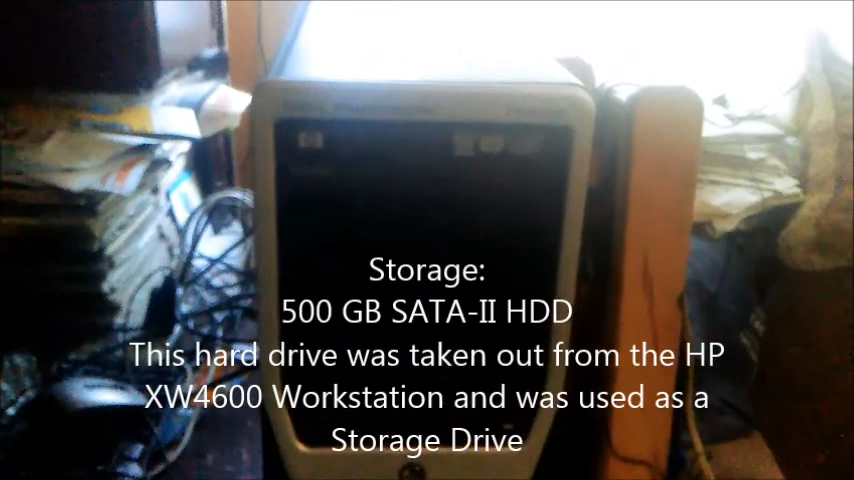 Storage:
500 GB SATA-II HDD
This hard drive was taken out from the HP
XW4600 Workstation and was used as a
Storage Drive